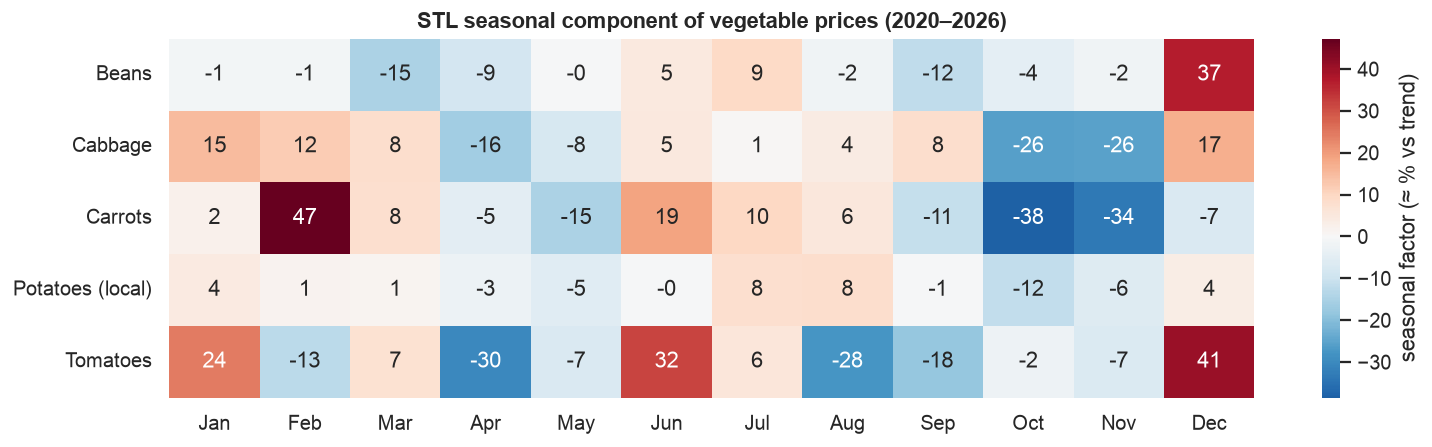 STL seasonal component of vegetable prices (2020–2026)
Beans -1 -1 -15 -9 -0 5 9 -2 -12 -4 -2 37
Cabbage 15 12 8 -16 -8 5 1 4 8 -26 -26 17
Carrots 2 47 8 -5 -15 19 10 6 -11 -38 -34 -7
Potatoes (local) 4 1 1 -3 -5 -0 8 8 -1 -12 -6 4
Tomatoes 24 -13 7 -30 -7 32 6 -28 -18 -2 -7 41
Jan Feb Mar Apr May Jun Jul Aug Sep Oct Nov Dec
40
30
20
10
0
−10
−20
−30
seasonal factor (≈ % vs trend)